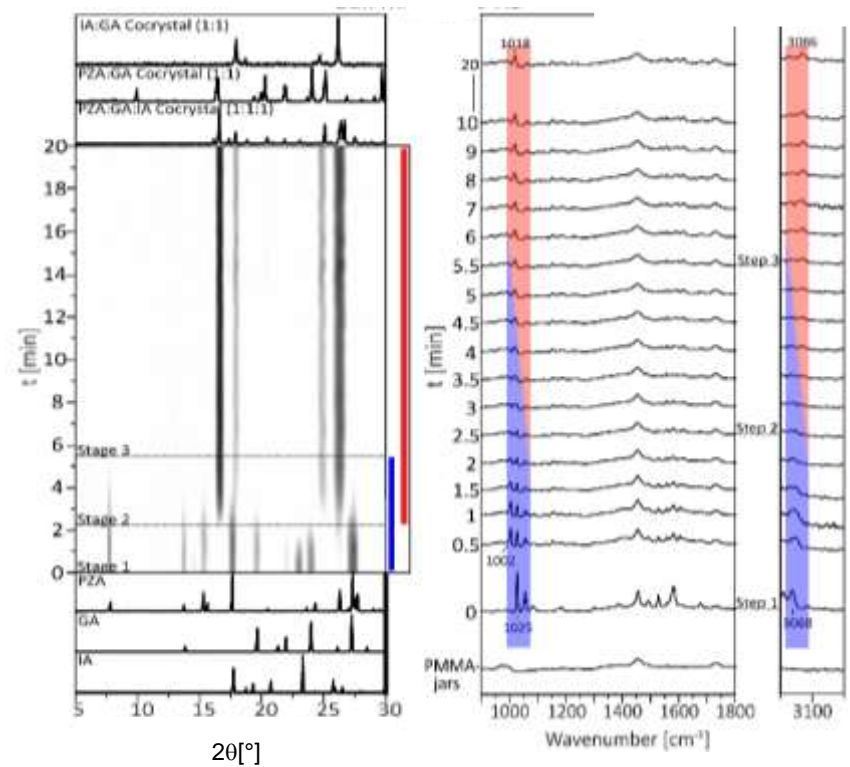 IA:GA Cocrystal (1:1)
PZA:GA Cocrystal (1:1)
PZA:GA:IA Cocrystal (1:1:1)
20
18
16
14
12
10
8
6
4
2
0
t [min]
Stage 3
Stage 2
Stage 1
PZA
GA
IA
5
10
15
20
25
30
2θ[°]
1018
3086
20
10
9
8
7
6
5.5
5
4.5
4
3.5
3
2.5
2
1.5
1
0.5
0
t [min]
Step 3
Step 2
Step 1
1002
1025
3068
PMMA
jars
1000 1200 1400 1600 1800
3100
Wavenumber [cm⁻¹]